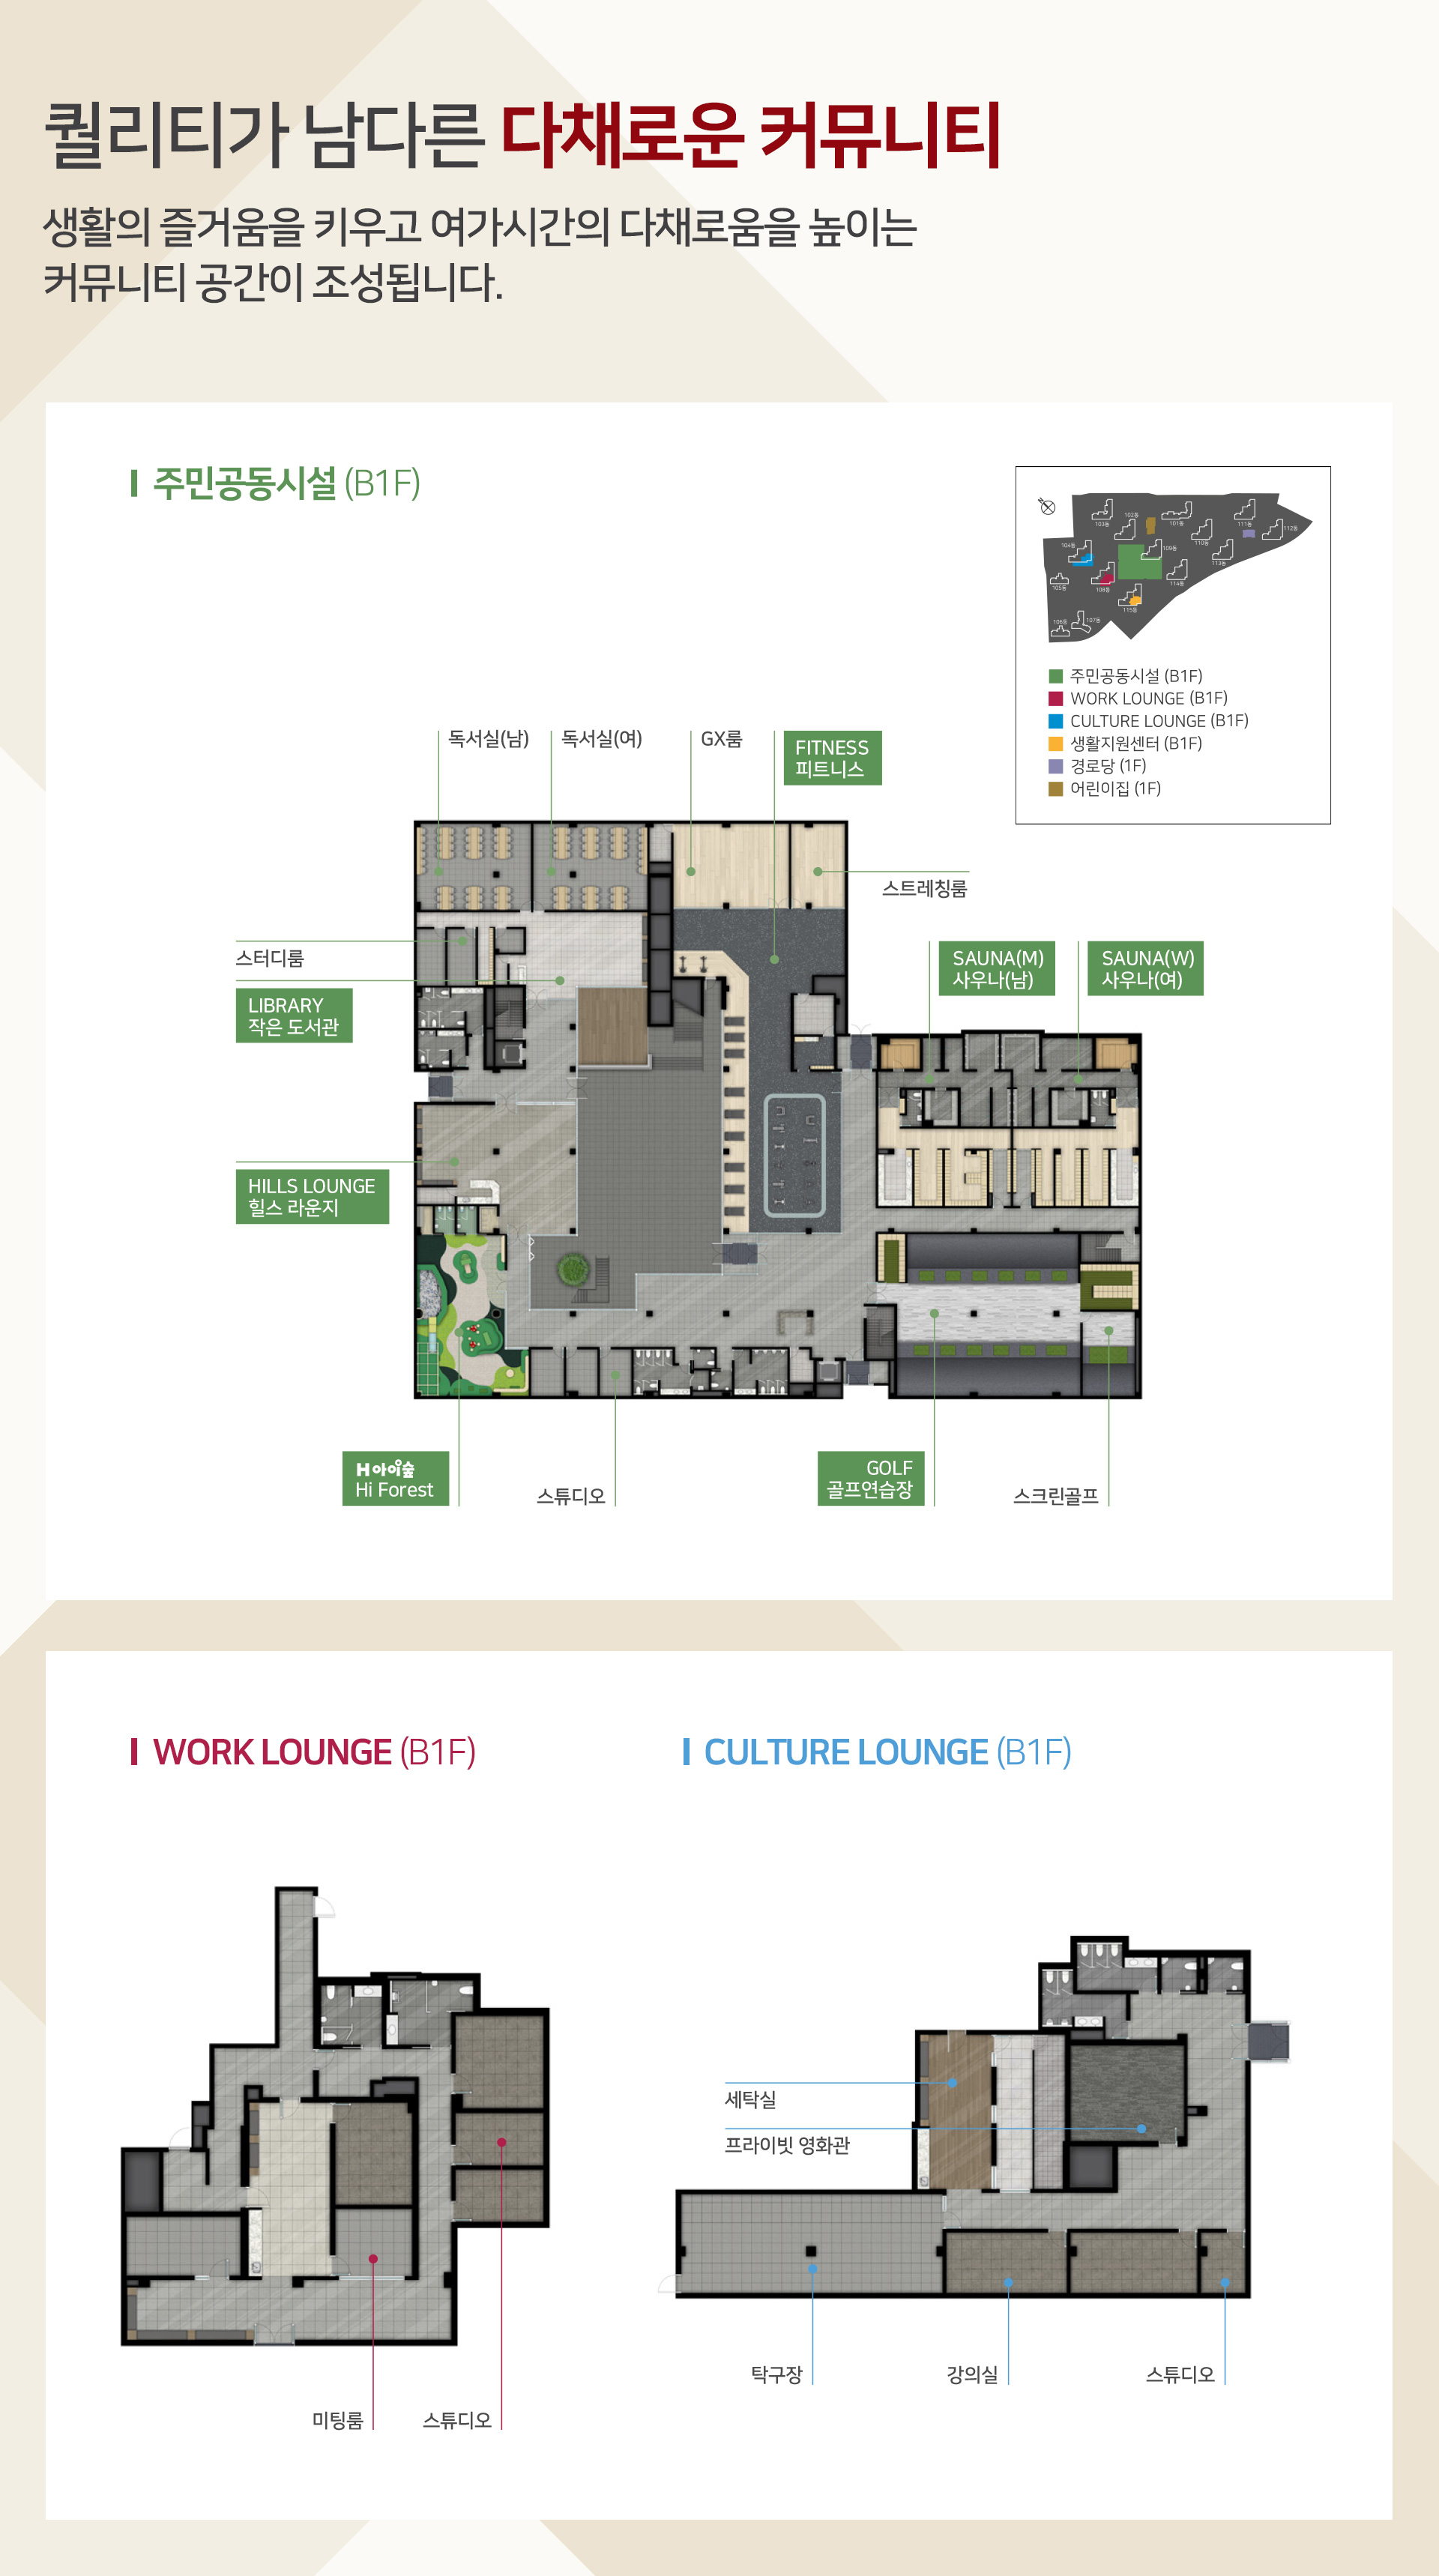 퀄리티가 남다른 다채로운 커뮤니티
생활의 즐거움을 키우고 여가시간의 다채로움을 높이는
커뮤니티 공간이 조성됩니다.
주민공동시설 (B1F)
103동
102동
101동
111동
112동
104동
109동
110동
113동
105동
108동
114동
115동
106동
107동
주민공동시설 (B1F)
WORK LOUNGE (B1F)
CULTURE LOUNGE (B1F)
생활지원센터 (B1F)
경로당 (1F)
어린이집 (1F)
독서실(남)
독서실(여)
GX룸
FITNESS
피트니스
스트레칭룸
스터디룸
LIBRARY
작은 도서관
SAUNA(M)
사우나(남)
SAUNA(W)
사우나(여)
HILLS LOUNGE
힐스 라운지
H아이숲
Hi Forest
스튜디오
GOLF
골프연습장
스크린골프
WORK LOUNGE (B1F)
CULTURE LOUNGE (B1F)
세탁실
프라이빗 영화관
탁구장
강의실
스튜디오
미팅룸
스튜디오